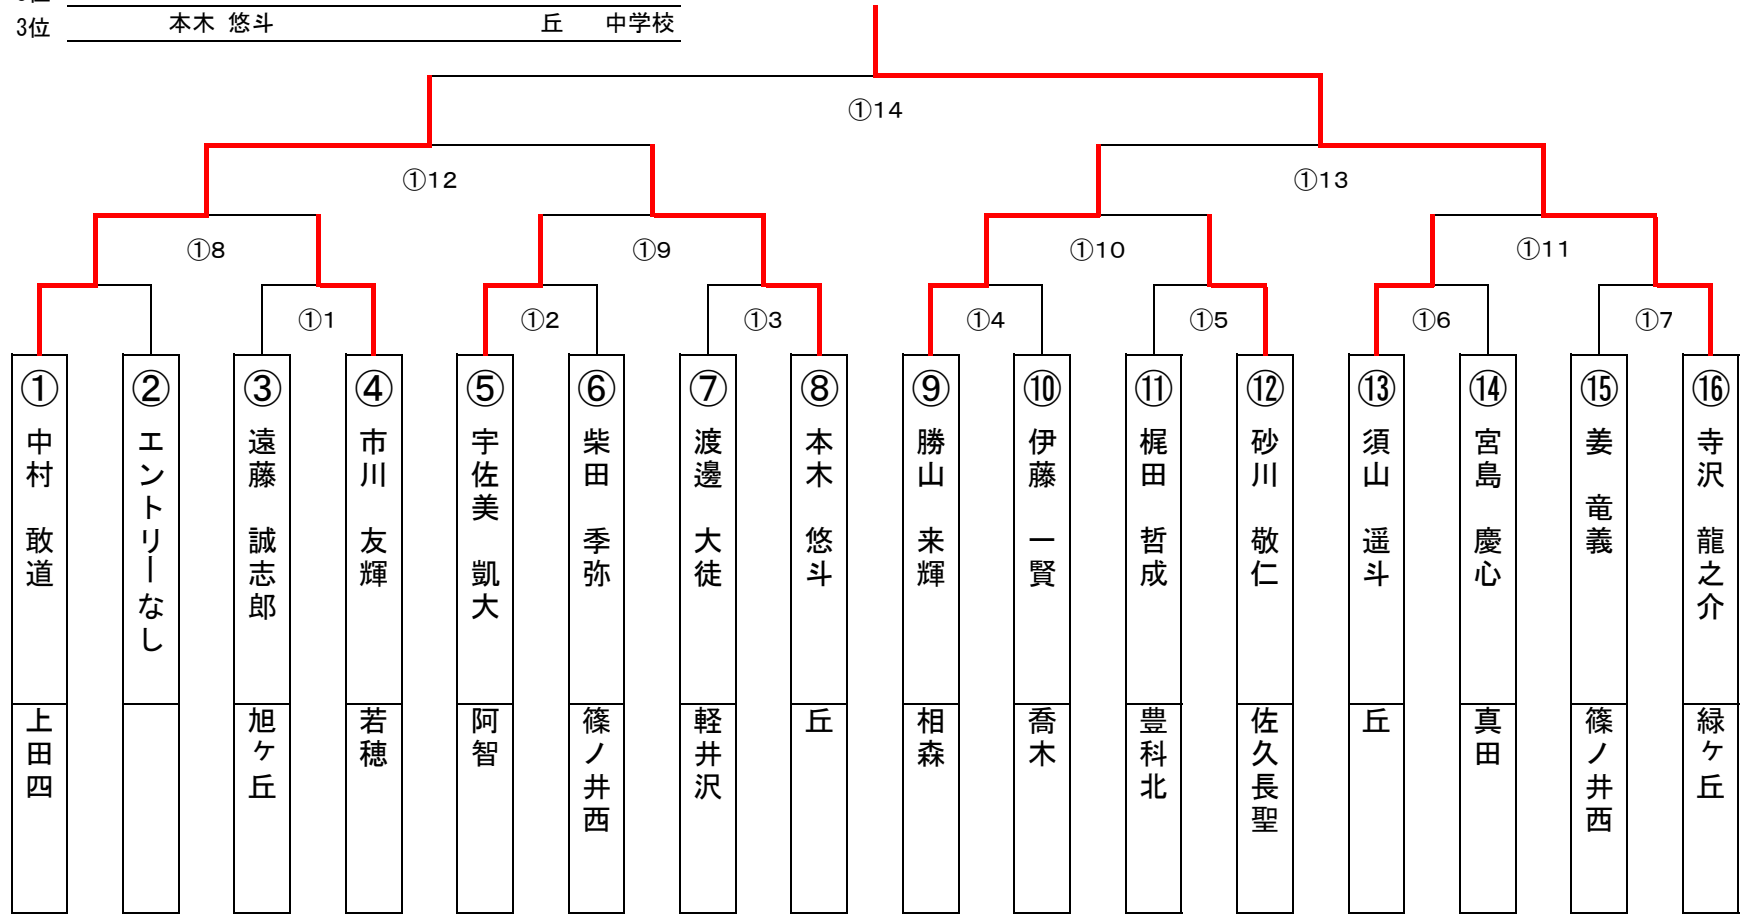 3位 本木 悠斗 丘 中学校
①14
①12 ①13
①8 ①9 ①10 ①11
①1 ①2 ①3 ①4 ①5 ①6 ①7
① 中村 敢道 上田四
② エントリーなし
③ 遠藤 誠志郎 旭ケ丘
④ 市川 友輝 若穂
⑤ 宇佐美 凱大 阿智
⑥ 柴田 季弥 篠ノ井西
⑦ 渡邊 大徒 軽井沢
⑧ 本木 悠斗 丘
⑨ 勝山 来輝 相森
⑩ 伊藤 一賢 喬木
⑪ 梶田 哲成 豊科北
⑫ 砂川 敬仁 佐久長聖
⑬ 須山 遥斗 丘
⑭ 宮島 慶心 真田
⑮ 姜 竜義 篠ノ井西
⑯ 寺沢 龍之介 緑ケ丘